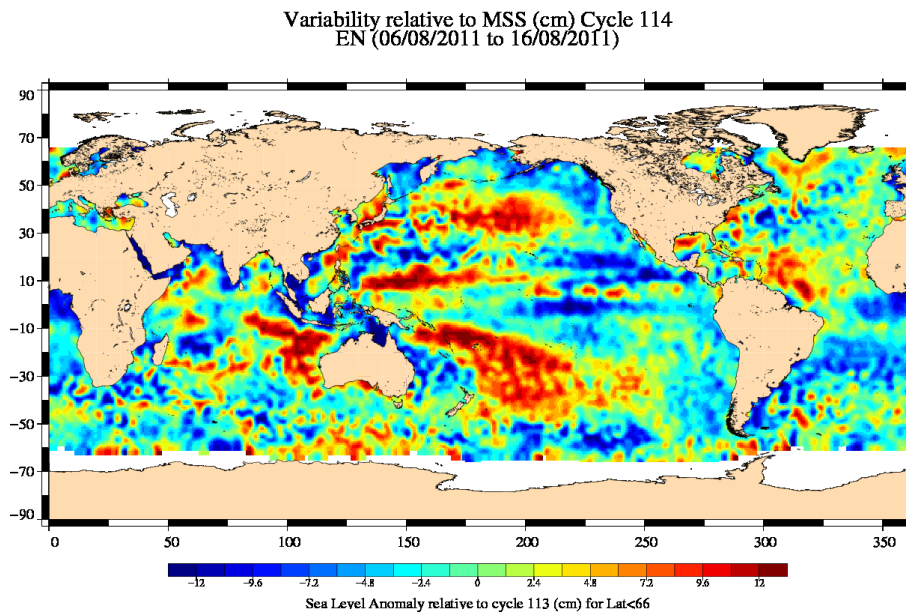 Variability relative to MSS (cm) Cycle 114
EN (06/08/2011 to 16/08/2011)
90
70
50
30
10
−10
−30
−50
−70
−90
0 50 100 150 200 250 300 350
−12 −9.6 −7.2 −4.8 −2.4 0 2.4 4.8 7.2 9.6 12
Sea Level Anomaly relative to cycle 113 (cm) for Lat<66